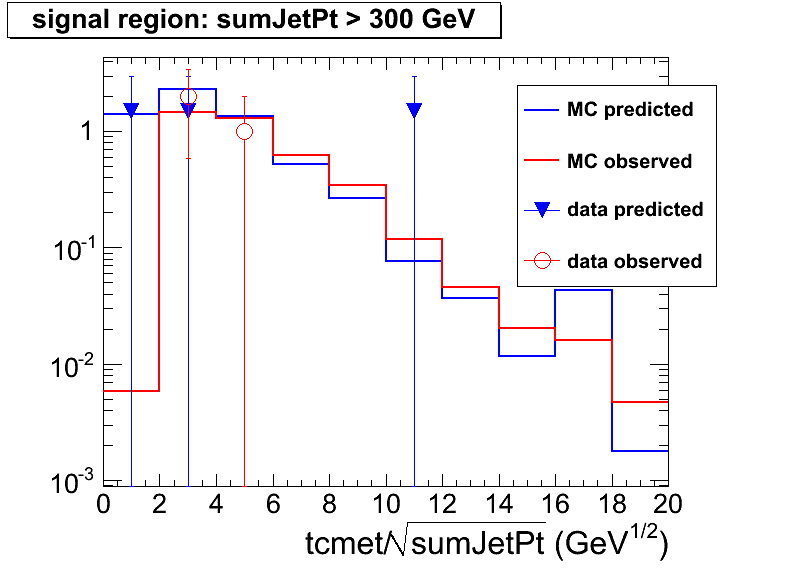 signal region: sumJetPt > 300 GeV
MC predicted
MC observed
data predicted
data observed
1
10^-1
10^-2
10^-3
0 2 4 6 8 10 12 14 16 18 20
tcmet/√sumJetPt (GeV^1/2)